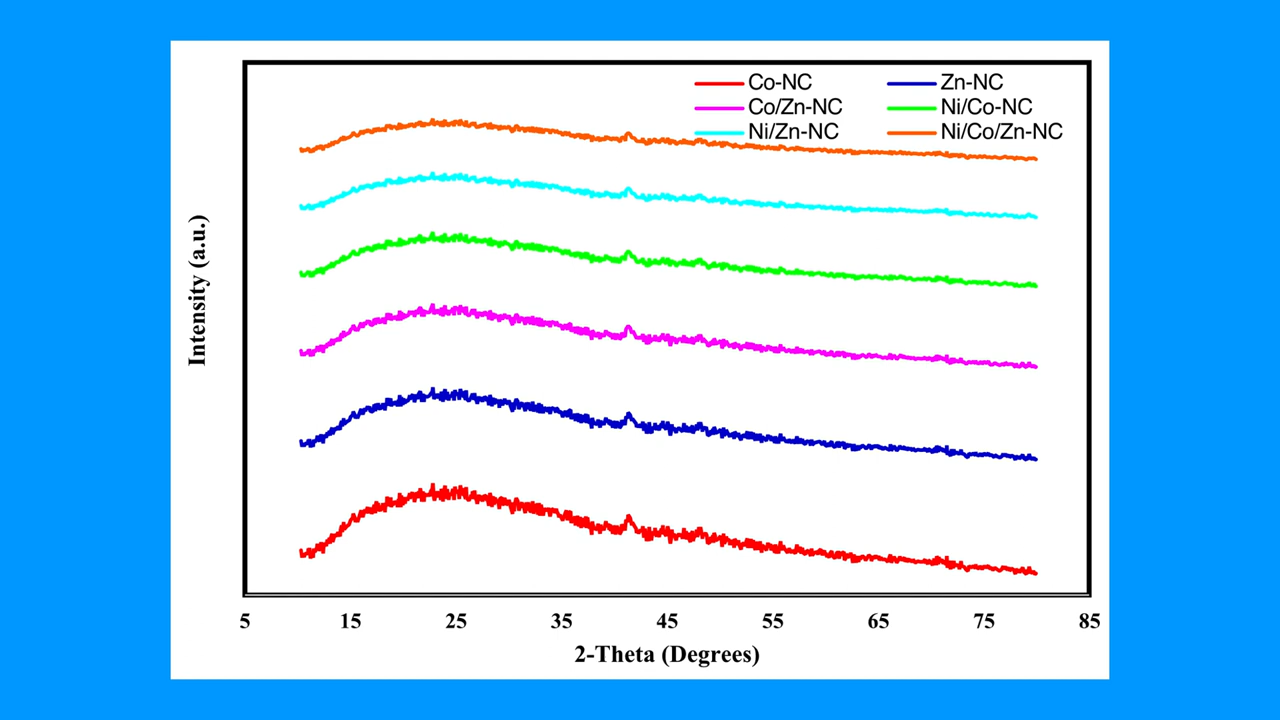 Co-NC Zn-NC
Co/Zn-NC Ni/Co-NC
Ni/Zn-NC Ni/Co/Zn-NC
Intensity (a.u.)
5 15 25 35 45 55 65 75 85
2-Theta (Degrees)